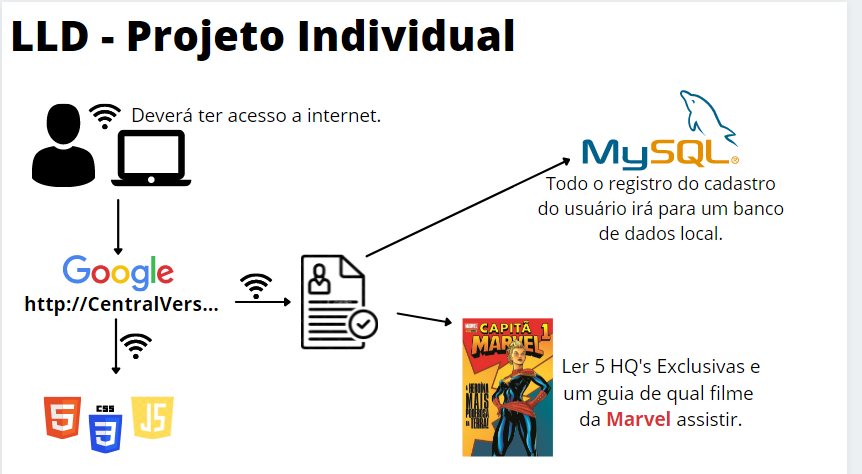 LLD - Projeto Individual
Deverá ter acesso a internet.
MySQL®
Todo o registro do cadastro
do usuário irá para um banco
de dados local.
Google
http://CentralVers...
CAPITÃ
MARVEL 1
A HEROÍNA
MAIS
PODEROSA
DA TERRA!
Ler 5 HQ's Exclusivas e
um guia de qual filme
da Marvel assistir.
5
CSS
3
JS